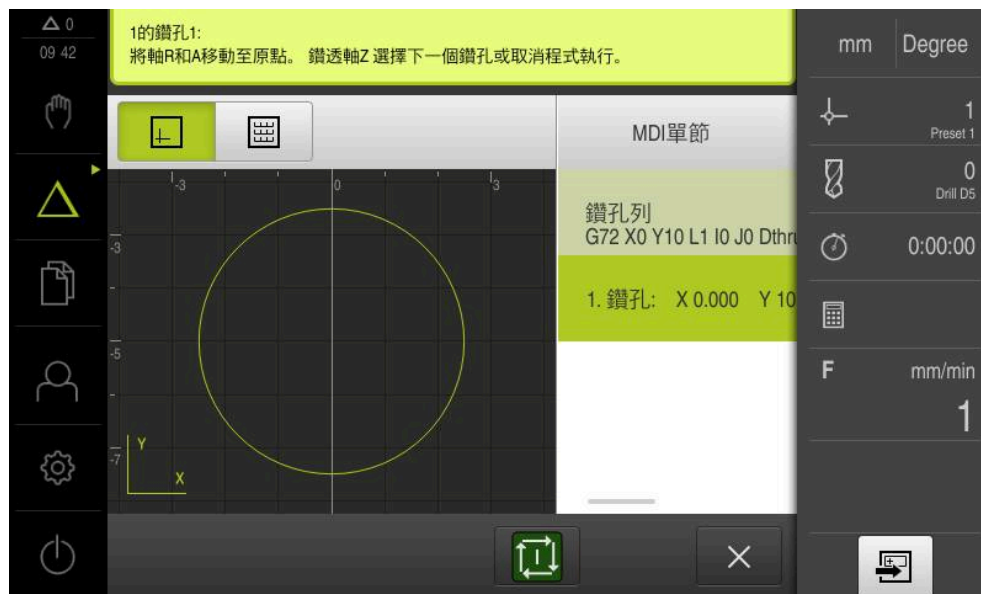 0
09 42
1的鑽孔1:
將軸R和A移動至原點。 鑽透軸Z 選擇下一個鑽孔或取消程式執行。
mm Degree
MDI單節
1
Preset 1
0
Drill D5
0:00:00
F mm/min
1
鑽孔列
G72 X0 Y10 L1 I0 J0 Dthru
1. 鑽孔: X 0.000 Y 10
-3 0 3
-3
-5
-7
Y
X